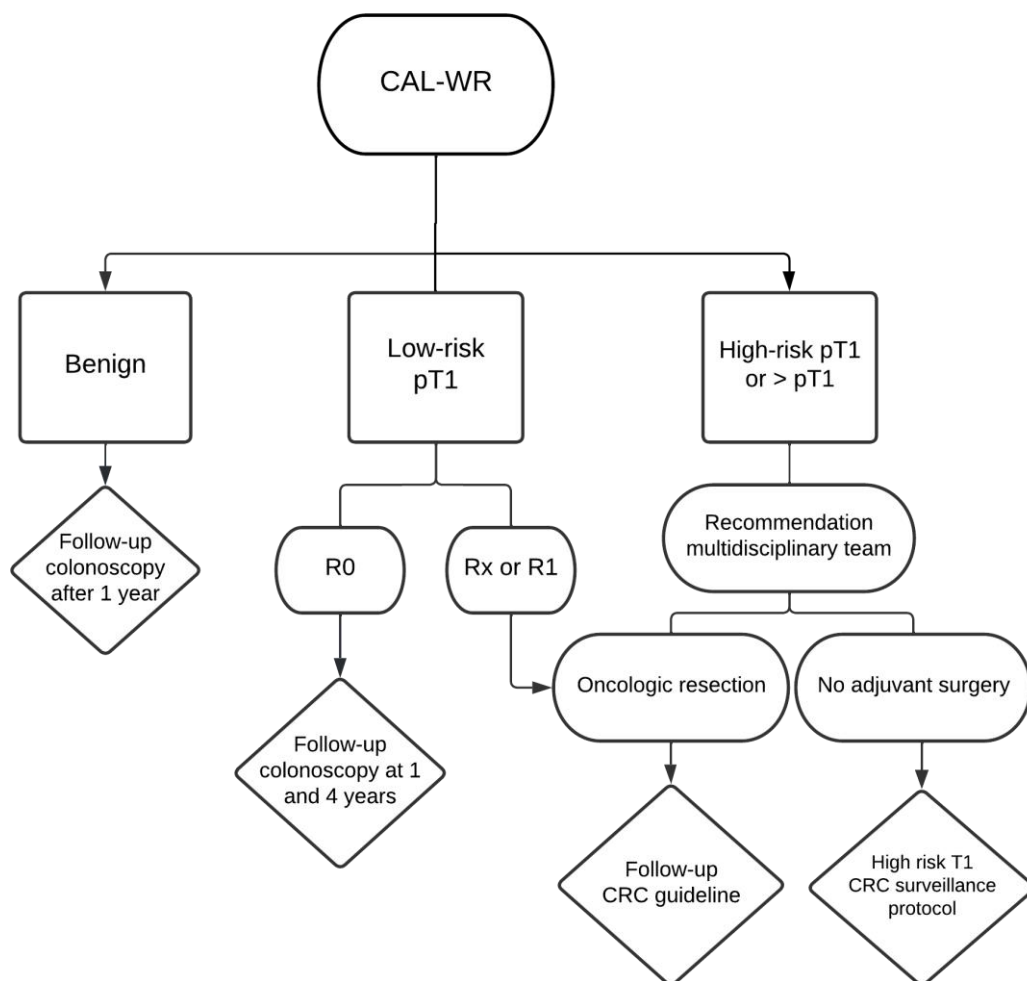 CAL-WR
Benign
Low-risk
pT1
High-risk pT1
or > pT1
Follow-up
colonoscopy
after 1 year
R0
Rx or R1
Recommendation
multidisciplinary team
Oncologic resection
No adjuvant surgery
Follow-up
colonoscopy at 1
and 4 years
Follow-up
CRC guideline
High risk T1
CRC surveillance
protocol